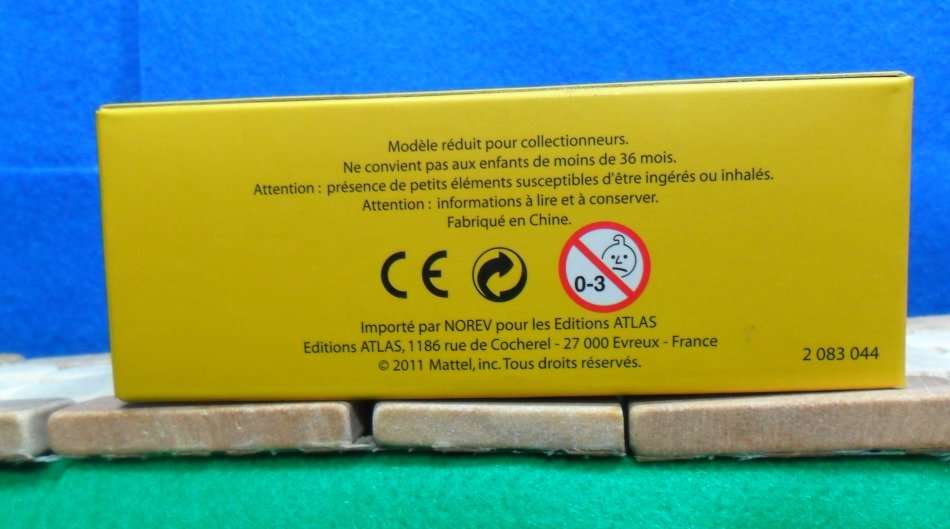 Modèle réduit pour collectionneurs.
Ne convient pas aux enfants de moins de 36 mois.
Attention : présence de petits éléments susceptibles d'être ingérés ou inhalés.
Attention : informations à lire et à conserver.
Fabriqué en Chine.
CE
0-3
Importé par NOREV pour les Editions ATLAS
Editions ATLAS, 1186 rue de Cocherel - 27 000 Evreux - France
© 2011 Mattel, inc. Tous droits réservés.
2 083 044